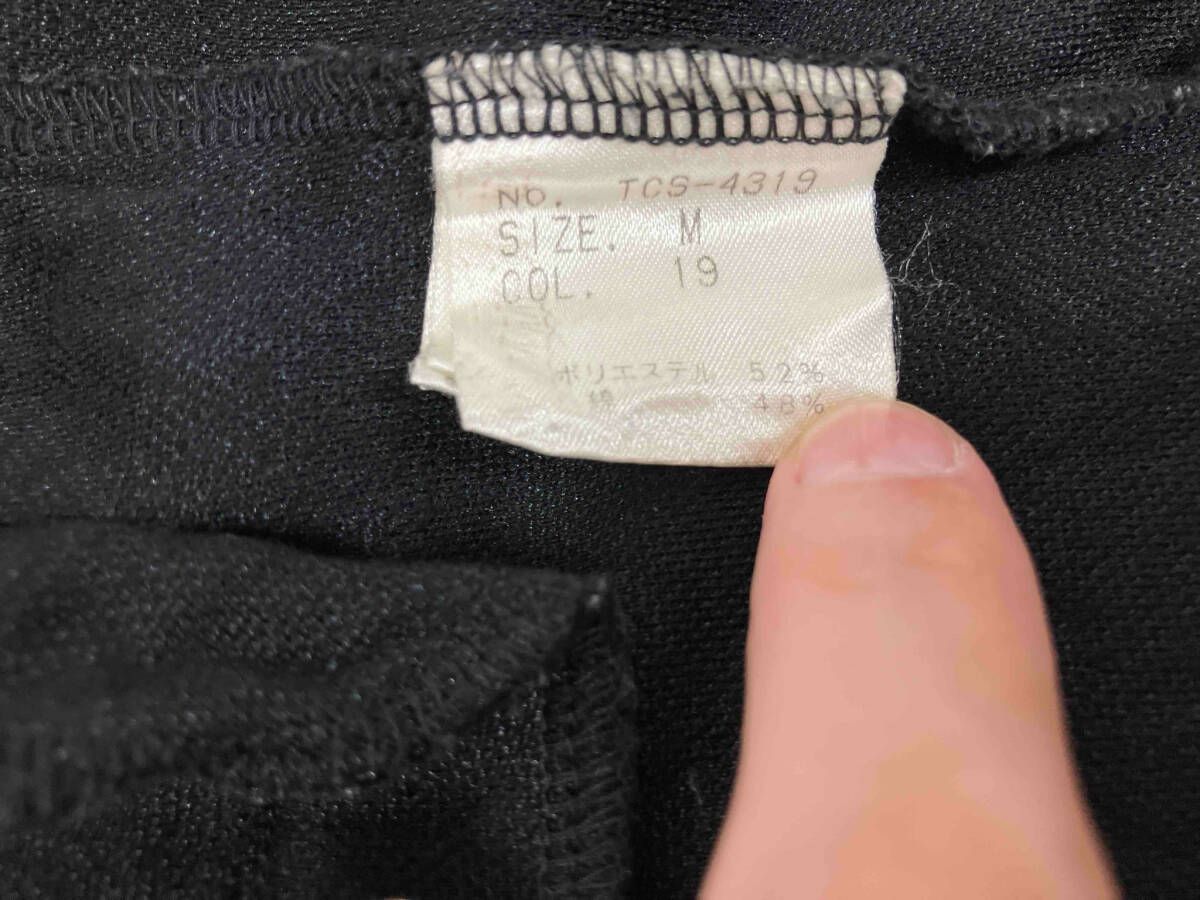 No. TCS-4319
SIZE. M
COL. 19
ポリエステル 52%
綿 48%